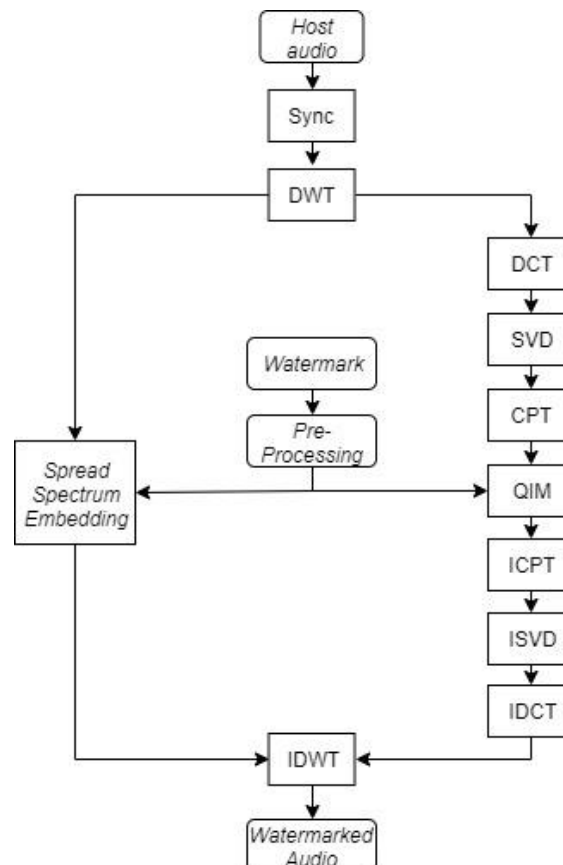 Host
audio
Sync
DWT
DCT
SVD
Watermark
CPT
Pre-
Processing
Spread
Spectrum
Embedding
QIM
ICPT
ISVD
IDCT
IDWT
Watermarked
Audio